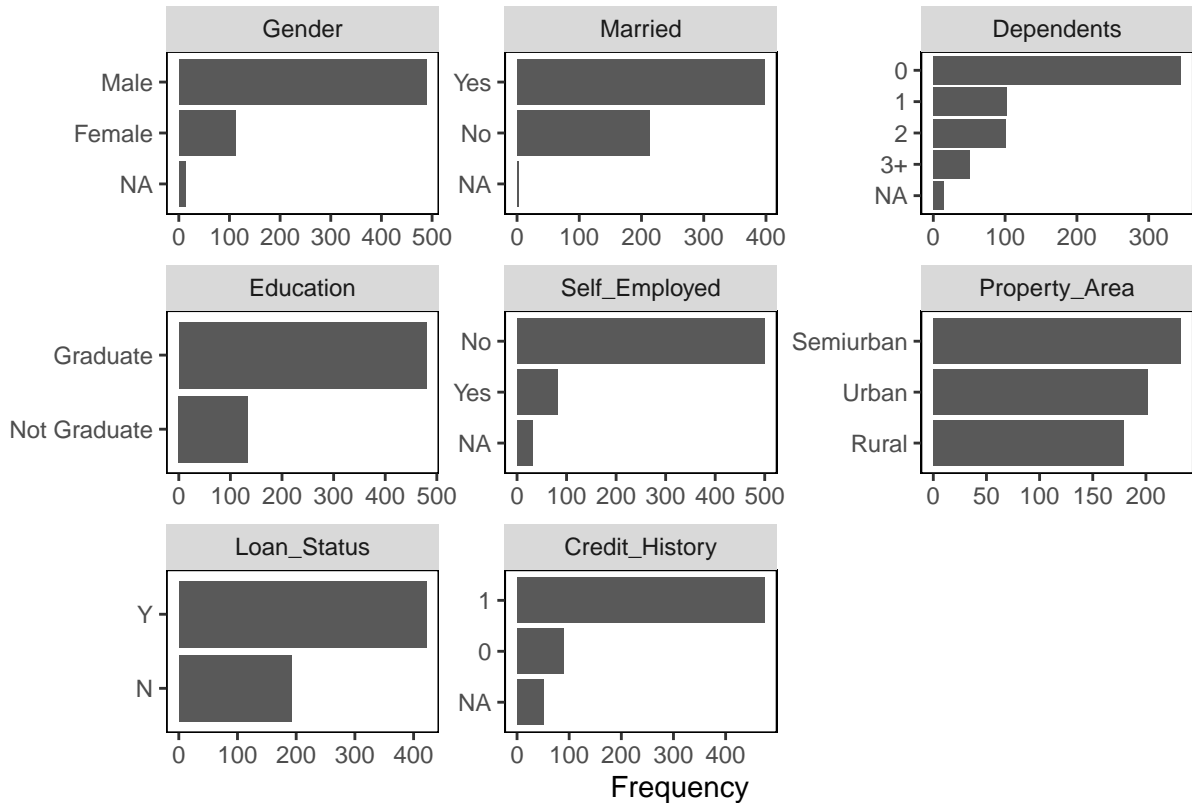 Gender
Male
Female
NA
0 100 200 300 400 500
Married
Yes
No
NA
0 100 200 300 400
Dependents
0
1
2
3+
NA
0 100 200 300
Education
Graduate
Not Graduate
0 100 200 300 400 500
Self_Employed
No
Yes
NA
0 100 200 300 400 500
Property_Area
Semiurban
Urban
Rural
0 50 100 150 200
Loan_Status
Y
N
0 100 200 300 400
Credit_History
1
0
NA
0 100 200 300 400
Frequency